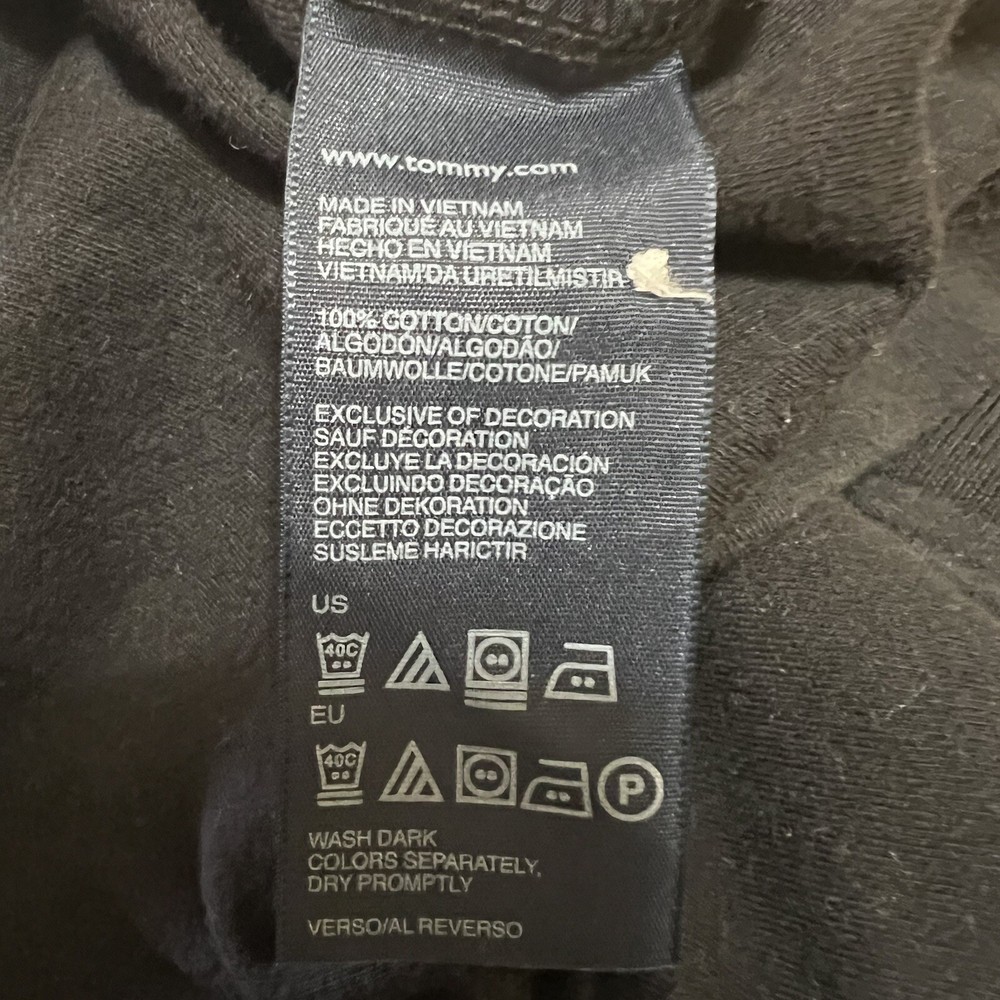 www.tommy.com
MADE IN VIETNAM
FABRIQUÉ AU VIETNAM
HECHO EN VIETNAM
VIETNAM'DA URETILMISTIR
100% COTTON/COTON/
ALGODON/ALGODÃO/
BAUMWOLLE/COTONE/PAMUK
EXCLUSIVE OF DECORATION
SAUF DÉCORATION
EXCLUYE LA DECORACIÓN
EXCLUINDO DECORAÇÃO
OHNE DEKORATION
ECCETTO DECORAZIONE
SUSLEME HARICTIR
US
40C
EU
40C P
WASH DARK
COLORS SEPARATELY,
DRY PROMPTLY
VERSO/AL REVERSO